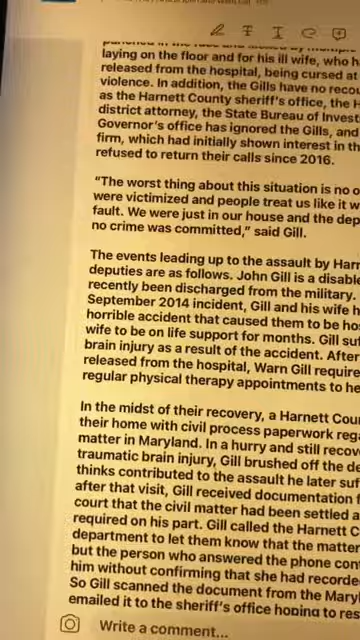 laying on the floor and for his ill wife, who h
released from the hospital, being cursed at
violence. In addition, the Gills have no recou
as the Harnett County sheriff's office, the H
district attorney, the State Bureau of Invest
Governor's office has ignored the Gills, and
firm, which had initially shown interest in th
refused to return their calls since 2016.
"The worst thing about this situation is no o
were victimized and people treat us like it w
fault. We were just in our house and the dep
no crime was committed," said Gill.
The events leading up to the assault by Harn
deputies are as follows. John Gill is a disable
recently been discharged from the military.
September 2014 incident, Gill and his wife h
horrible accident that caused them to be ho
wife to be on life support for months. Gill suf
brain injury as a result of the accident. After
released from the hospital, Warn Gill require
regular physical therapy appointments to he
In the midst of their recovery, a Harnett Cou
their home with civil process paperwork reg
matter in Maryland. In a hurry and still recov
traumatic brain injury, Gill brushed off the de
thinks contributed to the assault he later suf
after that visit, Gill received documentation f
court that the civil matter had been settled a
required on his part. Gill called the Harnett C
department to let them know that the matter
but the person who answered the phone con
him without confirming that she had recorde
So Gill scanned the document from the Mary
emailed it to the sheriff's office hoping to res
Write a comment...